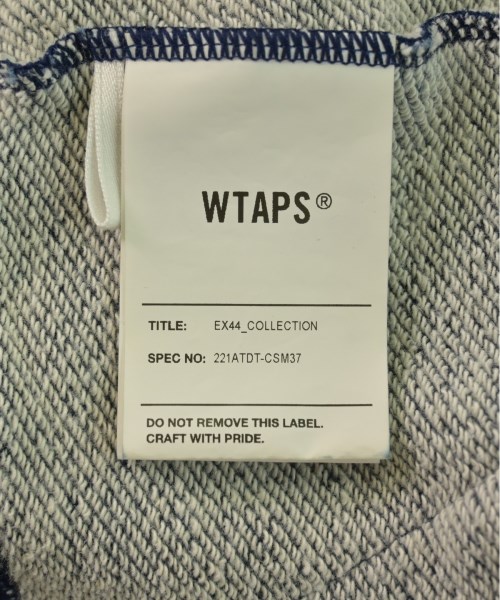 WTAPS®
TITLE: EX44_COLLECTION
SPEC NO: 221ATDT-CSM37
DO NOT REMOVE THIS LABEL.
CRAFT WITH PRIDE.